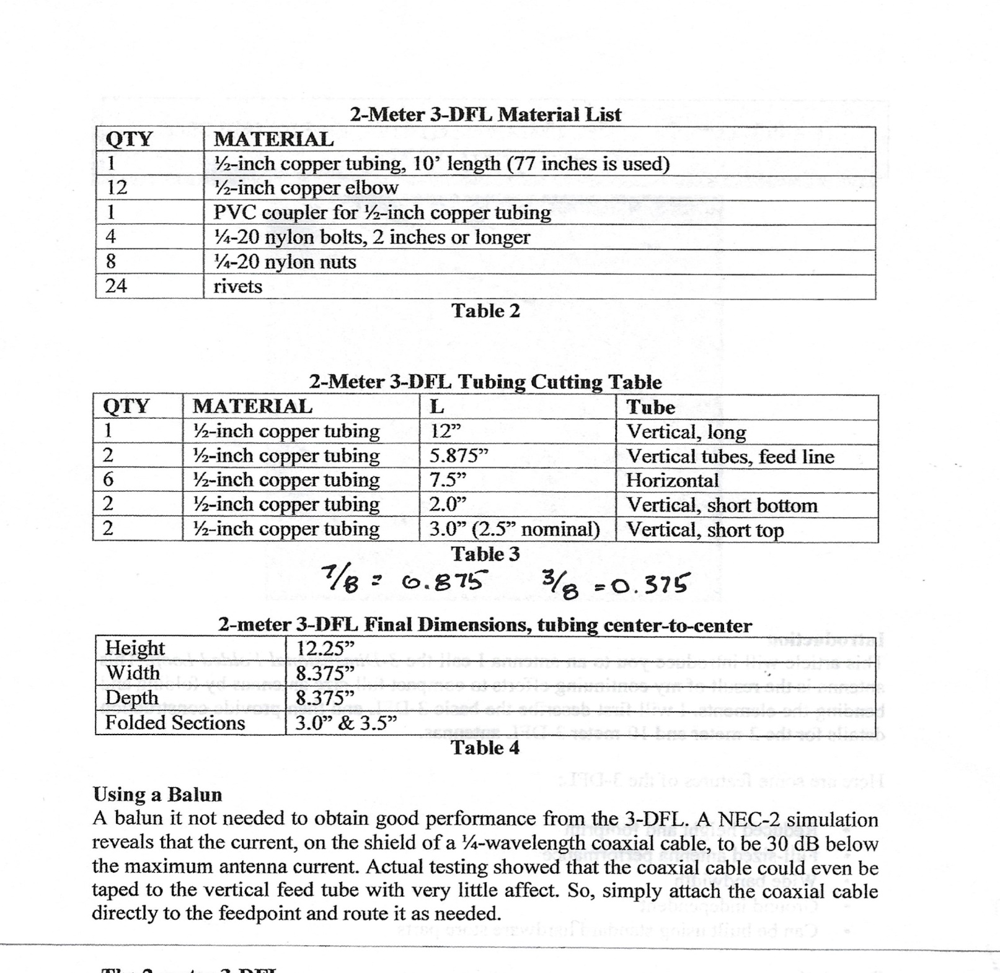 2-Meter 3-DFL Material List
QTY MATERIAL
1 ½-inch copper tubing, 10’ length (77 inches is used)
12 ½-inch copper elbow
1 PVC coupler for ½-inch copper tubing
4 ¼-20 nylon bolts, 2 inches or longer
8 ¼-20 nylon nuts
24 rivets
Table 2
2-Meter 3-DFL Tubing Cutting Table
QTY MATERIAL L Tube
1 ½-inch copper tubing 12” Vertical, long
2 ½-inch copper tubing 5.875” Vertical tubes, feed line
6 ½-inch copper tubing 7.5” Horizontal
2 ½-inch copper tubing 2.0” Vertical, short bottom
2 ½-inch copper tubing 3.0” (2.5” nominal) Vertical, short top
Table 3
7/8 = 0.875 3/8 = 0.375
2-meter 3-DFL Final Dimensions, tubing center-to-center
Height 12.25”
Width 8.375”
Depth 8.375”
Folded Sections 3.0” & 3.5”
Table 4
Using a Balun
A balun it not needed to obtain good performance from the 3-DFL. A NEC-2 simulation
reveals that the current, on the shield of a ¼-wavelength coaxial cable, to be 30 dB below
the maximum antenna current. Actual testing showed that the coaxial cable could even be
taped to the vertical feed tube with very little affect. So, simply attach the coaxial cable
directly to the feedpoint and route it as needed.